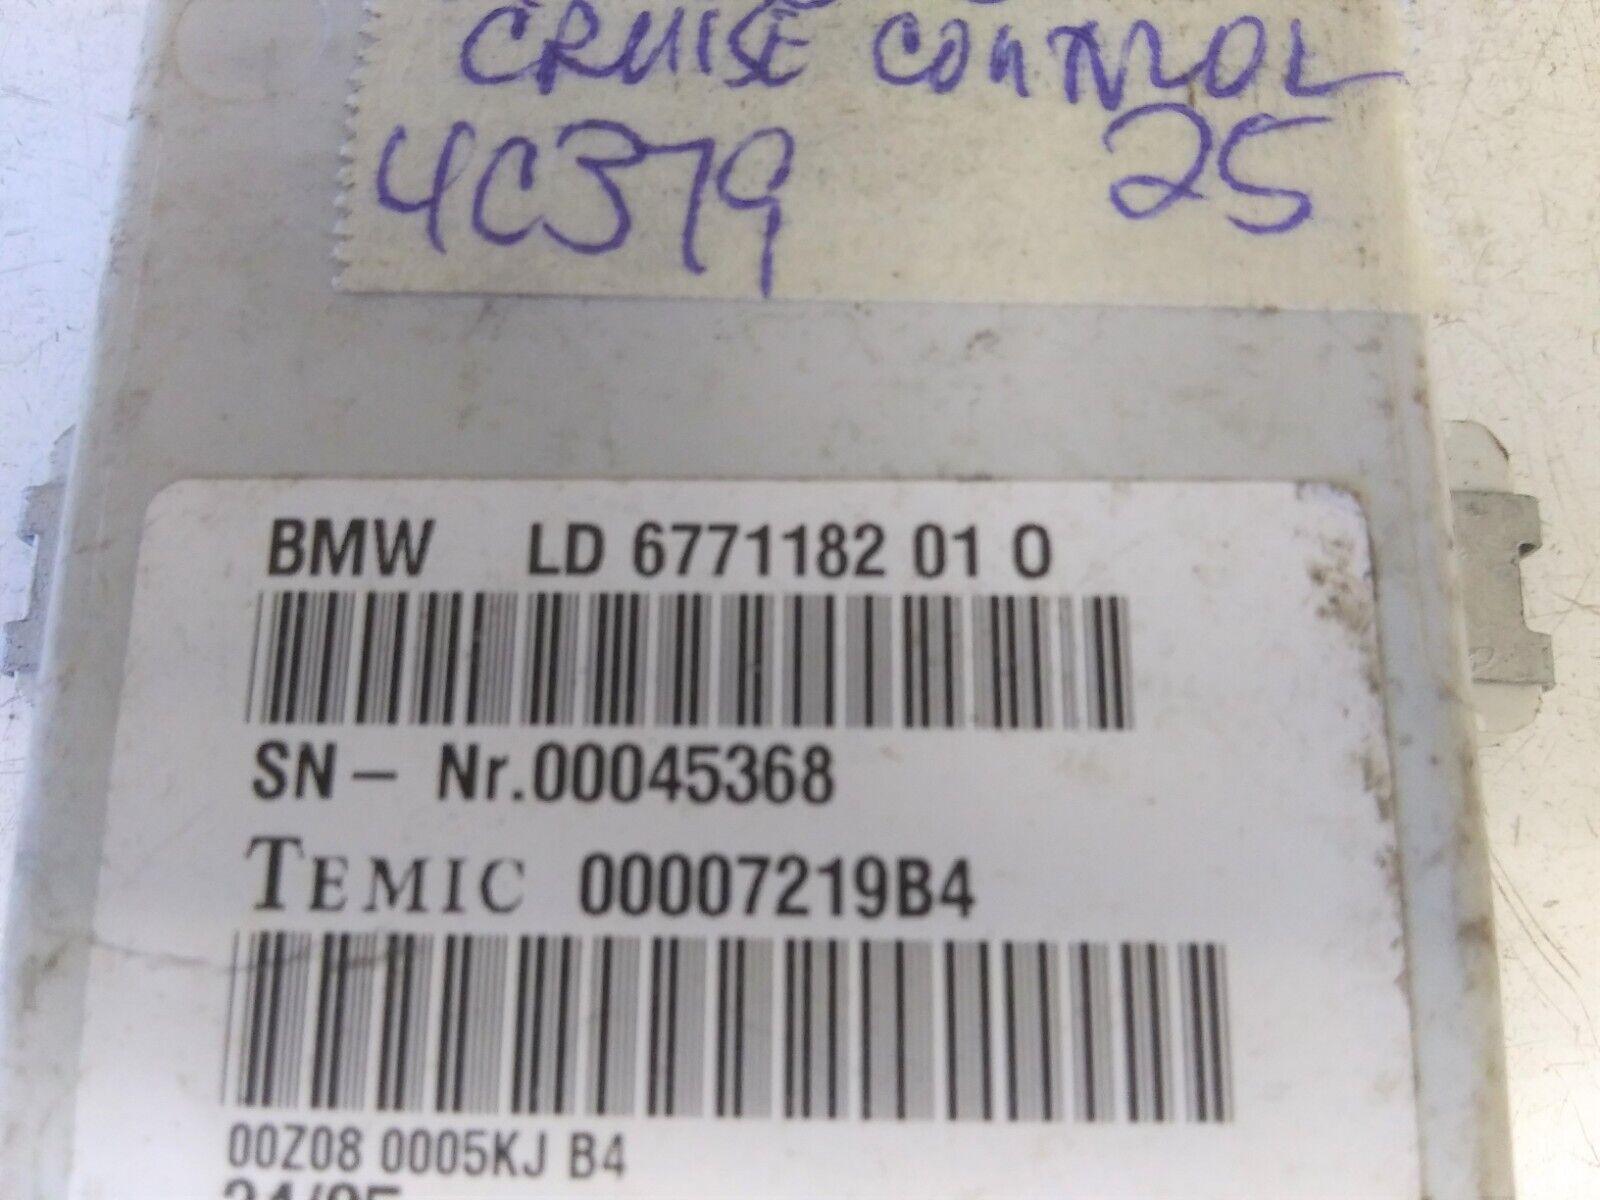 CRUISE CONTROL
4C379 25
BMW LD 6771182 01 0
SN - Nr.00045368
TEMIC 00007219B4
00Z08 0005KJ B4